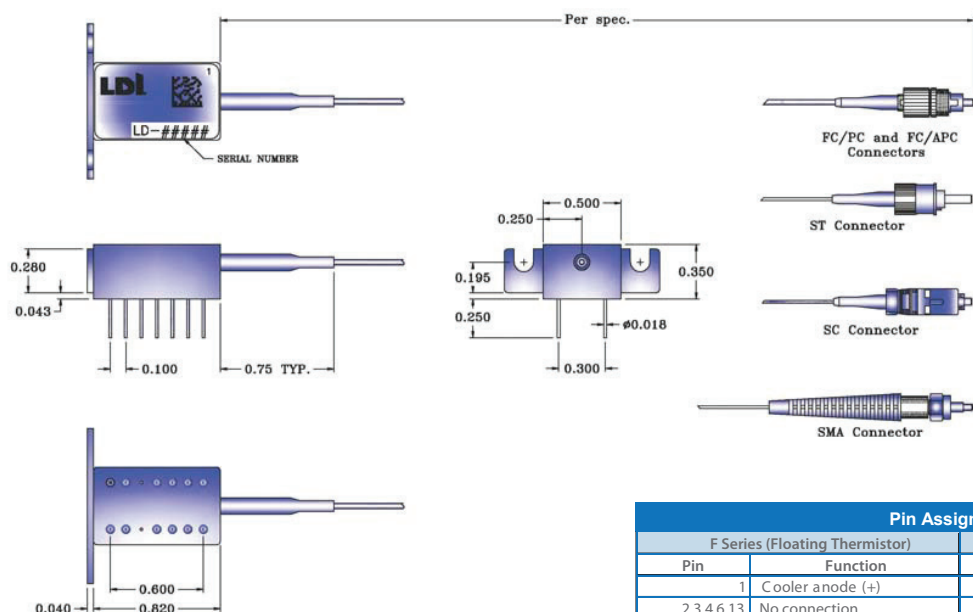 Per spec.
LDI
1
LD-#####
SERIAL NUMBER
FC/PC and FC/APC
Connectors
0.500
0.250
ST Connector
0.280
0.043
0.195
0.250
0.350
ø0.018
SC Connector
0.100
0.75 TYP.
0.300
SMA Connector
Pin Assign
F Series (Floating Thermistor)
Pin Function
1 Cooler anode (+)
2,3,4,6,13 No connection
0.600
0.040
0.820